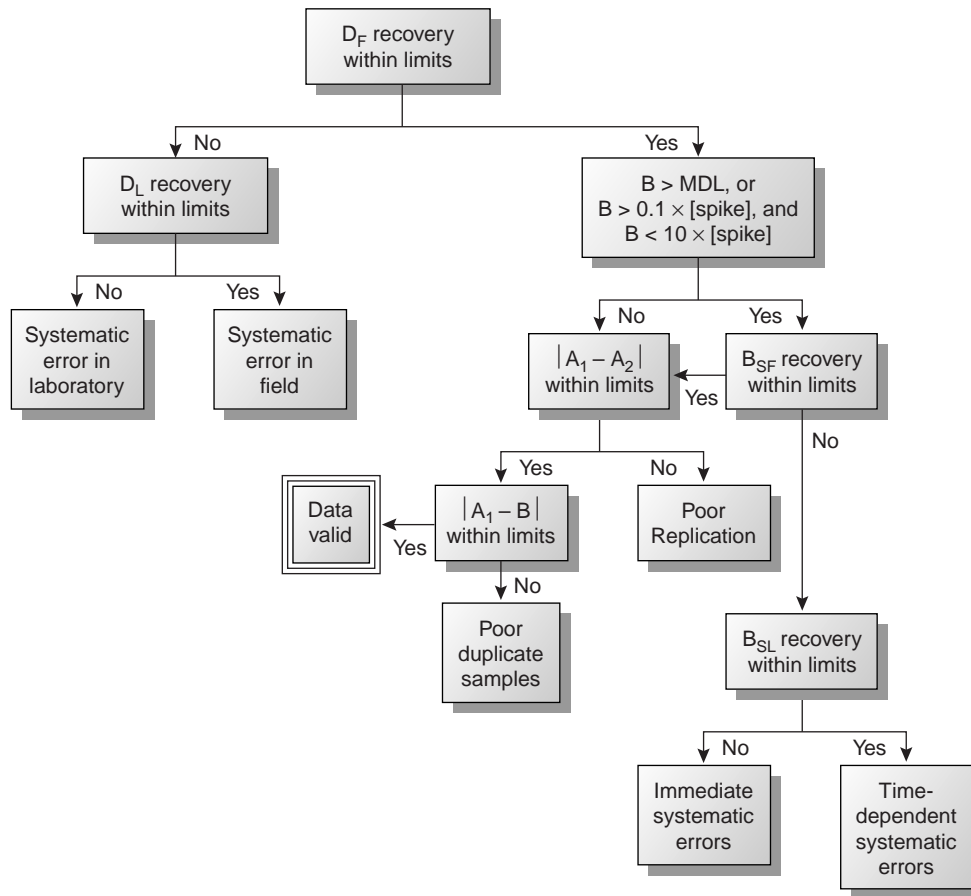 D_F recovery
within limits
No
Yes
D_L recovery
within limits
B > MDL, or
B > 0.1 × [spike], and
B < 10 × [spike]
No
Yes
No
Yes
Systematic
error in
laboratory
Systematic
error in
field
|A_1 – A_2|
within limits
Yes
B_SF recovery
within limits
Yes
No
No
Data
valid
Yes
|A_1 – B|
within limits
Poor
Replication
No
Poor
duplicate
samples
B_SL recovery
within limits
No
Yes
Immediate
systematic
errors
Time-
dependent
systematic
errors